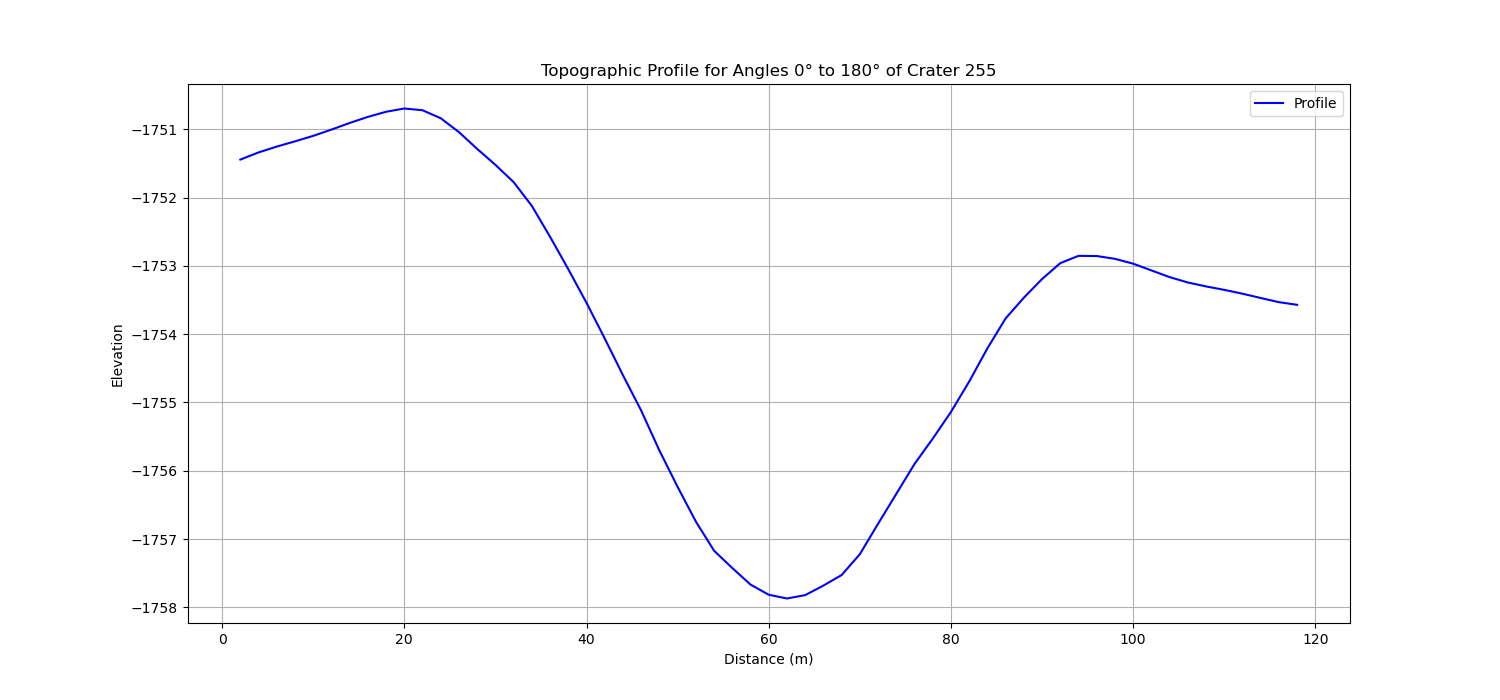 Topographic Profile for Angles 0° to 180° of Crater 255
Profile
−1751
−1752
−1753
−1754
−1755
−1756
−1757
−1758
Elevation
0 20 40 60 80 100 120
Distance (m)